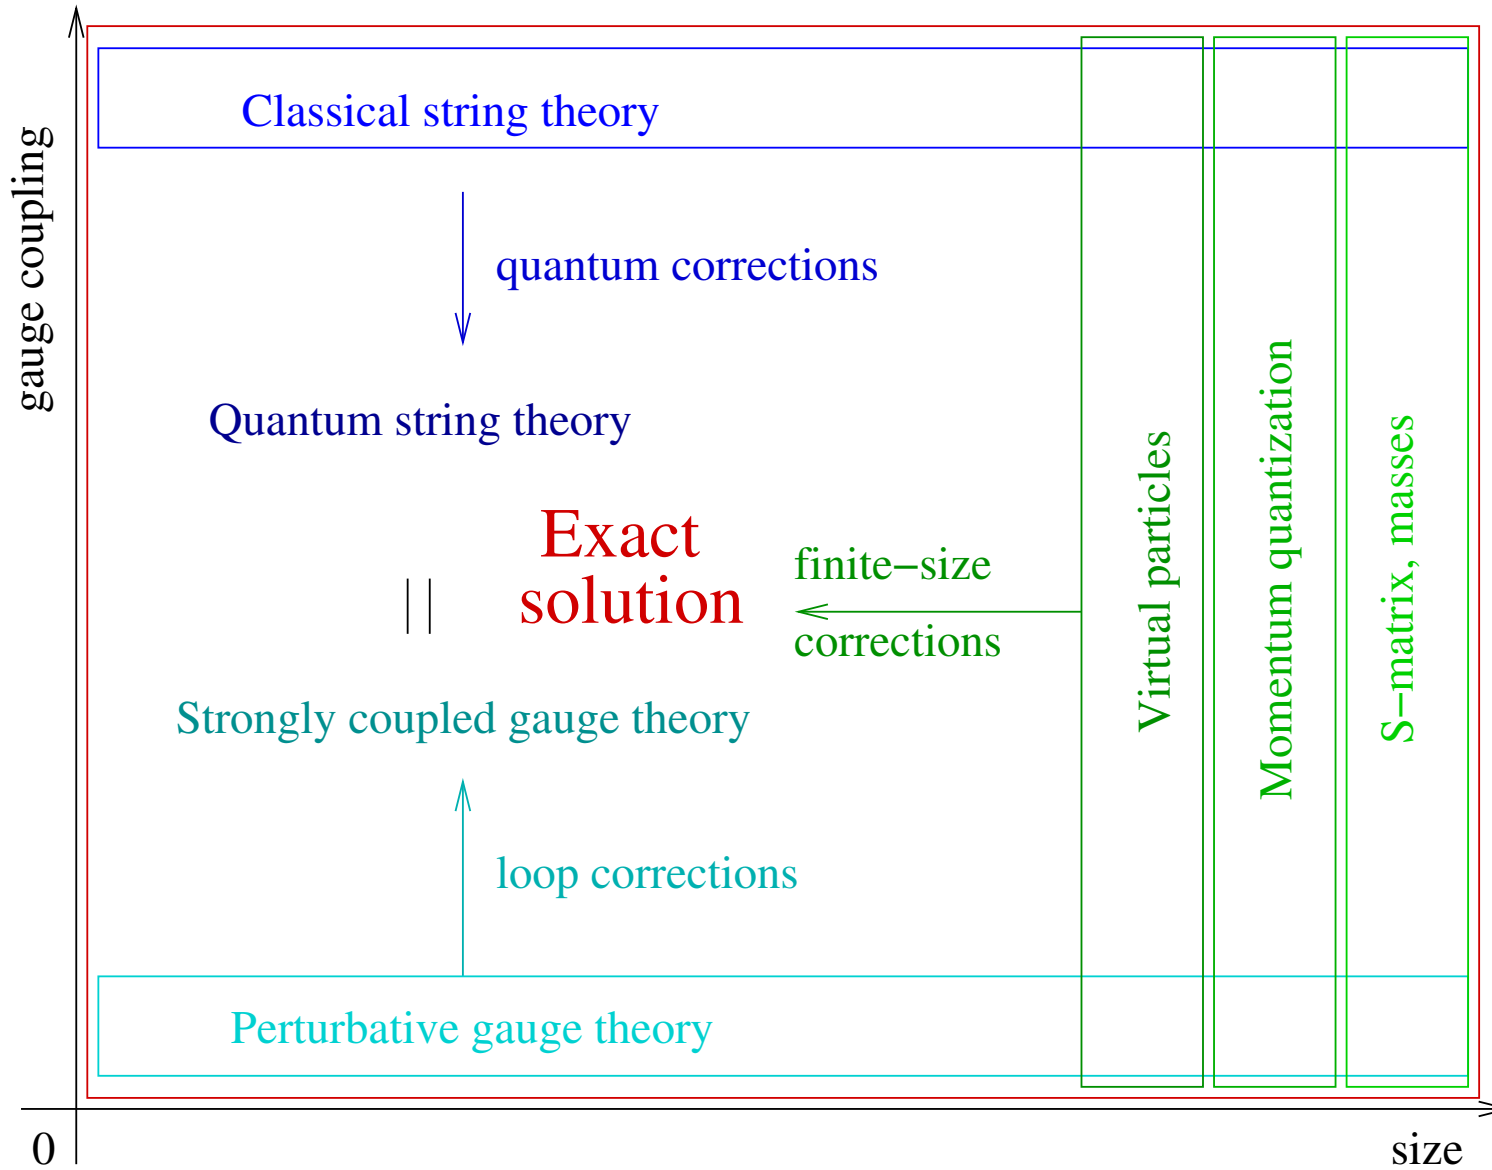 gauge coupling
Classical string theory
quantum corrections
Quantum string theory
Exact
solution
||
finite-size
corrections
Virtual particles
Momentum quantization
S-matrix, masses
Strongly coupled gauge theory
loop corrections
Perturbative gauge theory
0
size